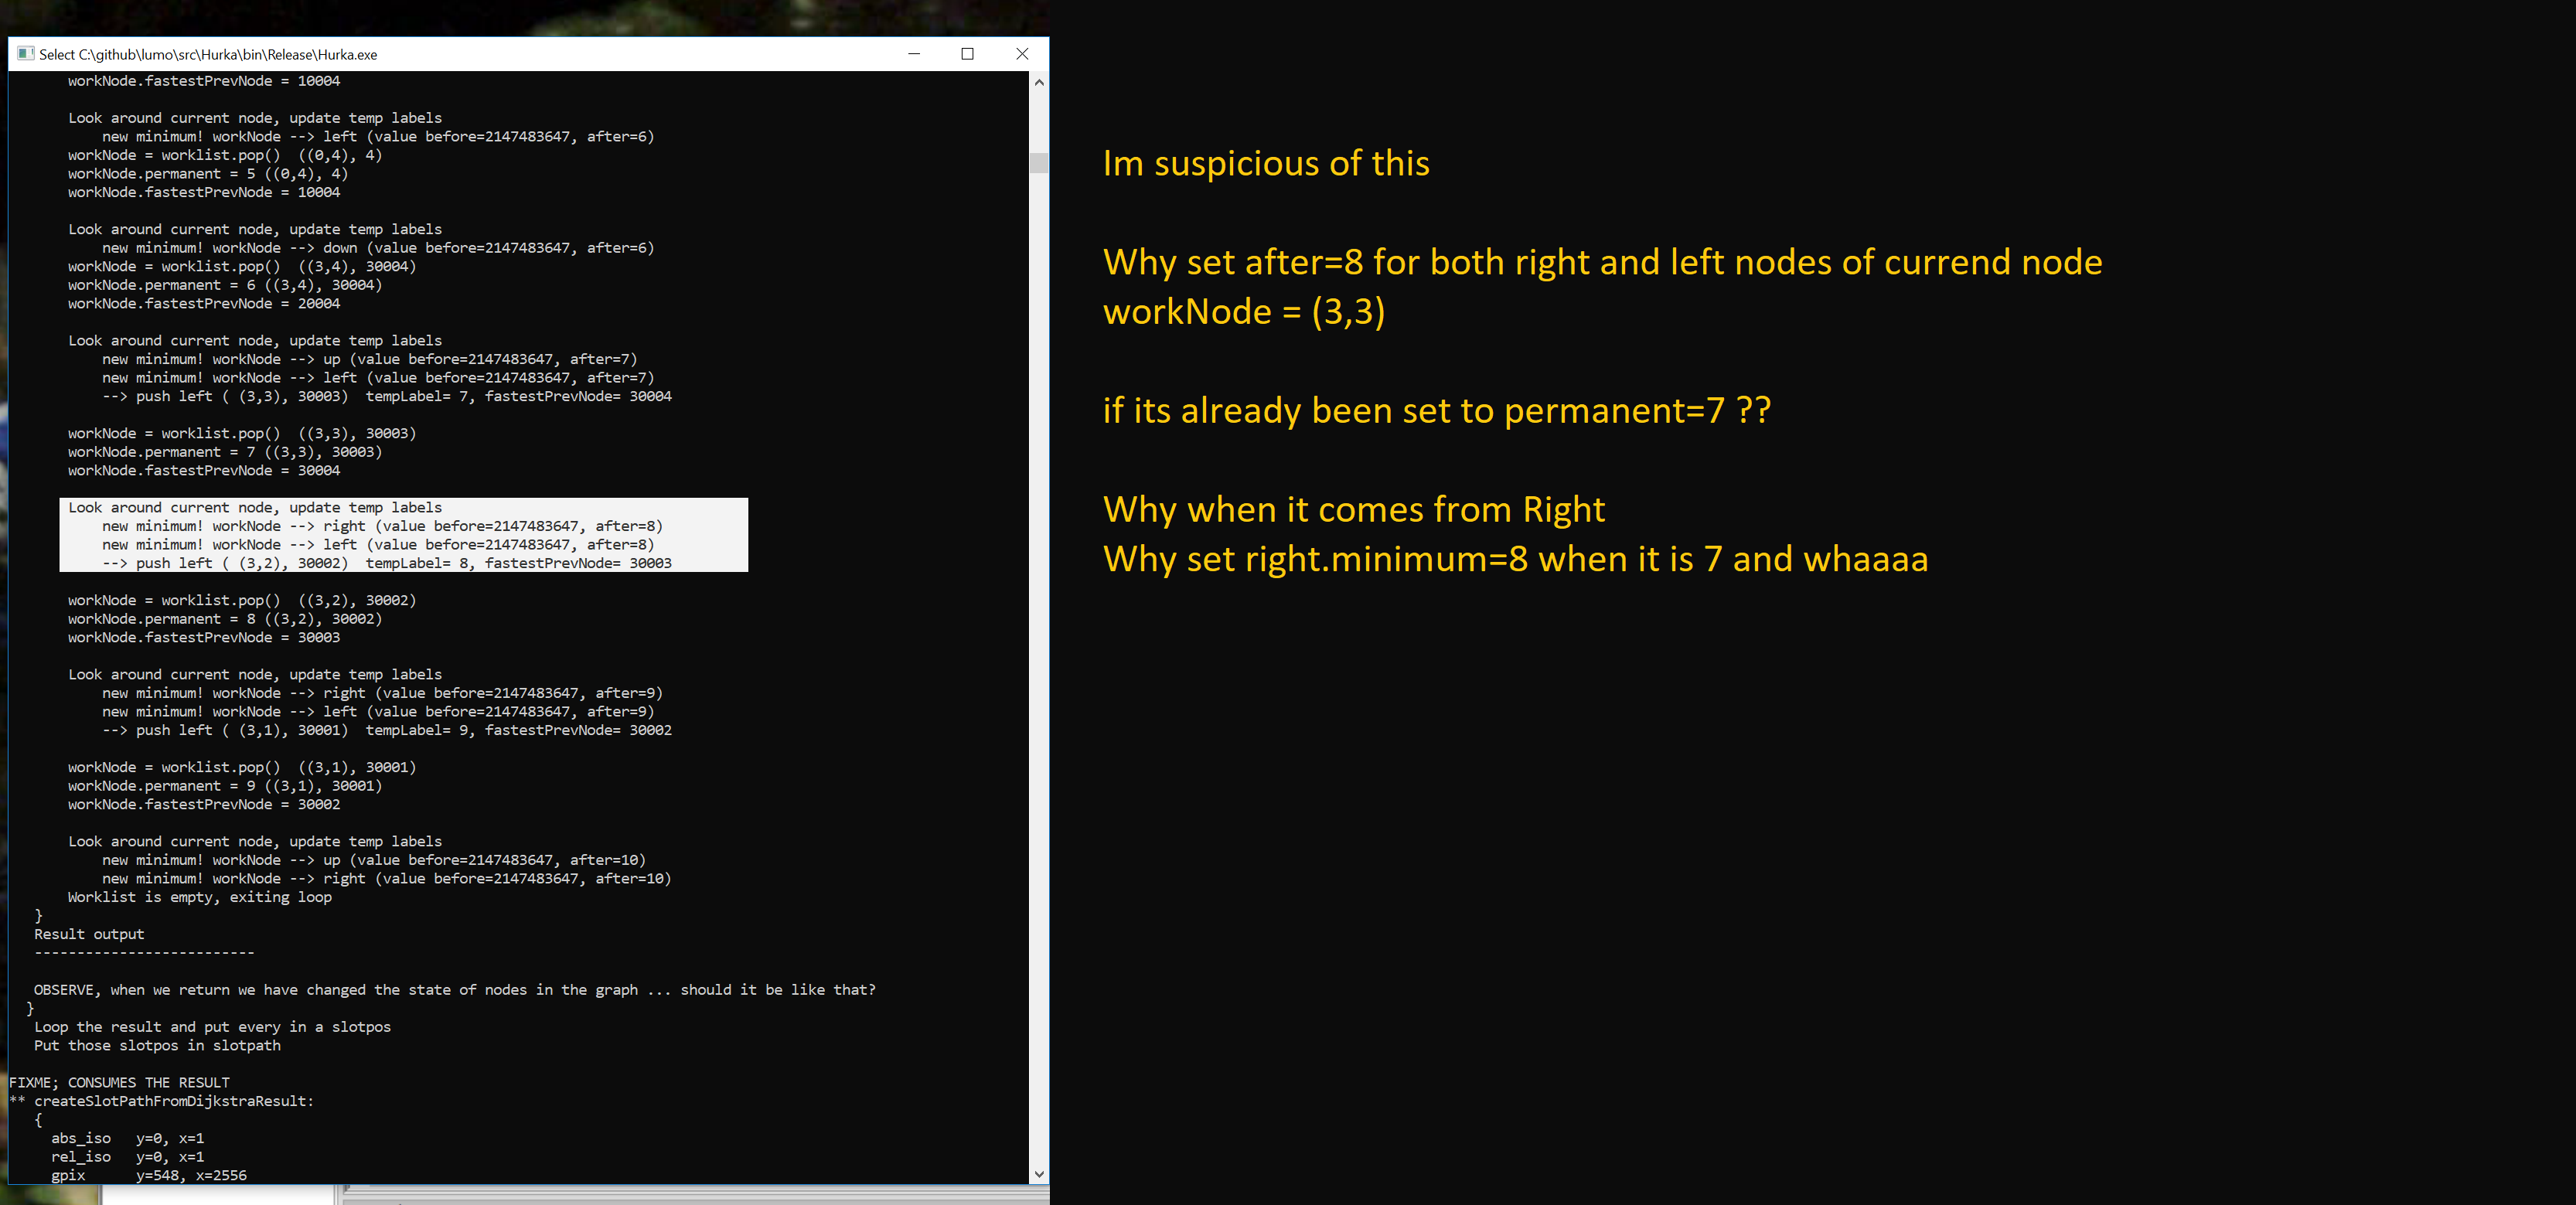 Select C:\github\lumo\src\Hurka\bin\Release\Hurka.exe
workNode.fastestPrevNode = 10004
Look around current node, update temp labels
new minimum! workNode --> left (value before=2147483647, after=6)
workNode = worklist.pop()  ((0,4), 4)
workNode.permanent = 5 ((0,4), 4)
workNode.fastestPrevNode = 10004
Look around current node, update temp labels
new minimum! workNode --> down (value before=2147483647, after=6)
workNode = worklist.pop()  ((3,4), 30004)
workNode.permanent = 6 ((3,4), 30004)
workNode.fastestPrevNode = 20004
Look around current node, update temp labels
new minimum! workNode --> up (value before=2147483647, after=7)
new minimum! workNode --> left (value before=2147483647, after=7)
--> push left ( (3,3), 30003)  tempLabel= 7, fastestPrevNode= 30004
workNode = worklist.pop()  ((3,3), 30003)
workNode.permanent = 7 ((3,3), 30003)
workNode.fastestPrevNode = 30004
Look around current node, update temp labels
new minimum! workNode --> right (value before=2147483647, after=8)
new minimum! workNode --> left (value before=2147483647, after=8)
--> push left ( (3,2), 30002)  tempLabel= 8, fastestPrevNode= 30003
workNode = worklist.pop()  ((3,2), 30002)
workNode.permanent = 8 ((3,2), 30002)
workNode.fastestPrevNode = 30003
Look around current node, update temp labels
new minimum! workNode --> right (value before=2147483647, after=9)
new minimum! workNode --> left (value before=2147483647, after=9)
--> push left ( (3,1), 30001)  tempLabel= 9, fastestPrevNode= 30002
workNode = worklist.pop()  ((3,1), 30001)
workNode.permanent = 9 ((3,1), 30001)
workNode.fastestPrevNode = 30002
Look around current node, update temp labels
new minimum! workNode --> up (value before=2147483647, after=10)
new minimum! workNode --> right (value before=2147483647, after=10)
Worklist is empty, exiting loop
}
Result output
--------------------------
OBSERVE, when we return we have changed the state of nodes in the graph ... should it be like that?
}
Loop the result and put every in a slotpos
Put those slotpos in slotpath
FIXME; CONSUMES THE RESULT
** createSlotPathFromDijkstraResult:
{
abs_iso   y=0, x=1
rel_iso   y=0, x=1
gpix      y=548, x=2556
Im suspicious of this
Why set after=8 for both right and left nodes of currend node
workNode = (3,3)
if its already been set to permanent=7 ??
Why when it comes from Right
Why set right.minimum=8 when it is 7 and whaaaa